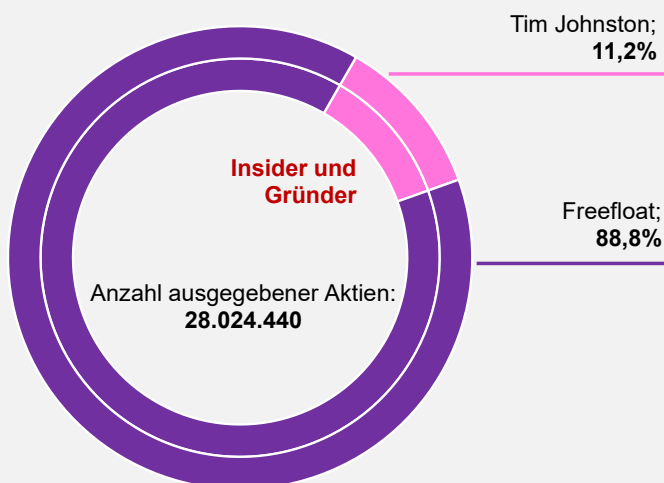 Tim Johnston;
11,2%
Insider und
Gründer
Freefloat;
88,8%
Anzahl ausgegebener Aktien:
28.024.440